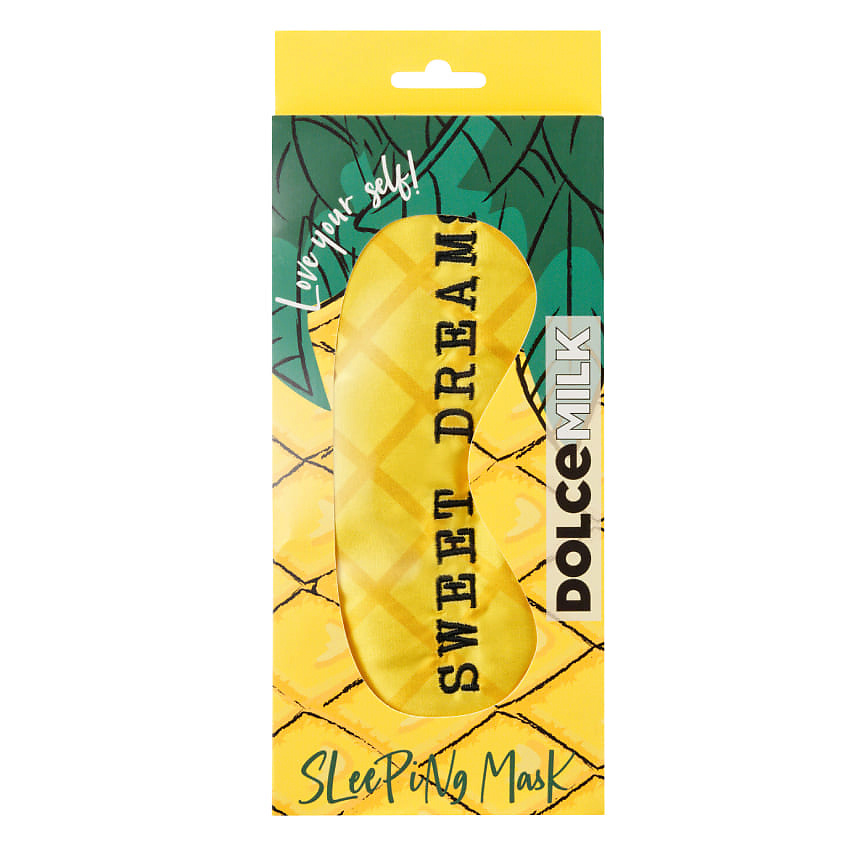 Love your self!
SWEET DREAMS
DOLCE MILK
SLeePiNg MasK